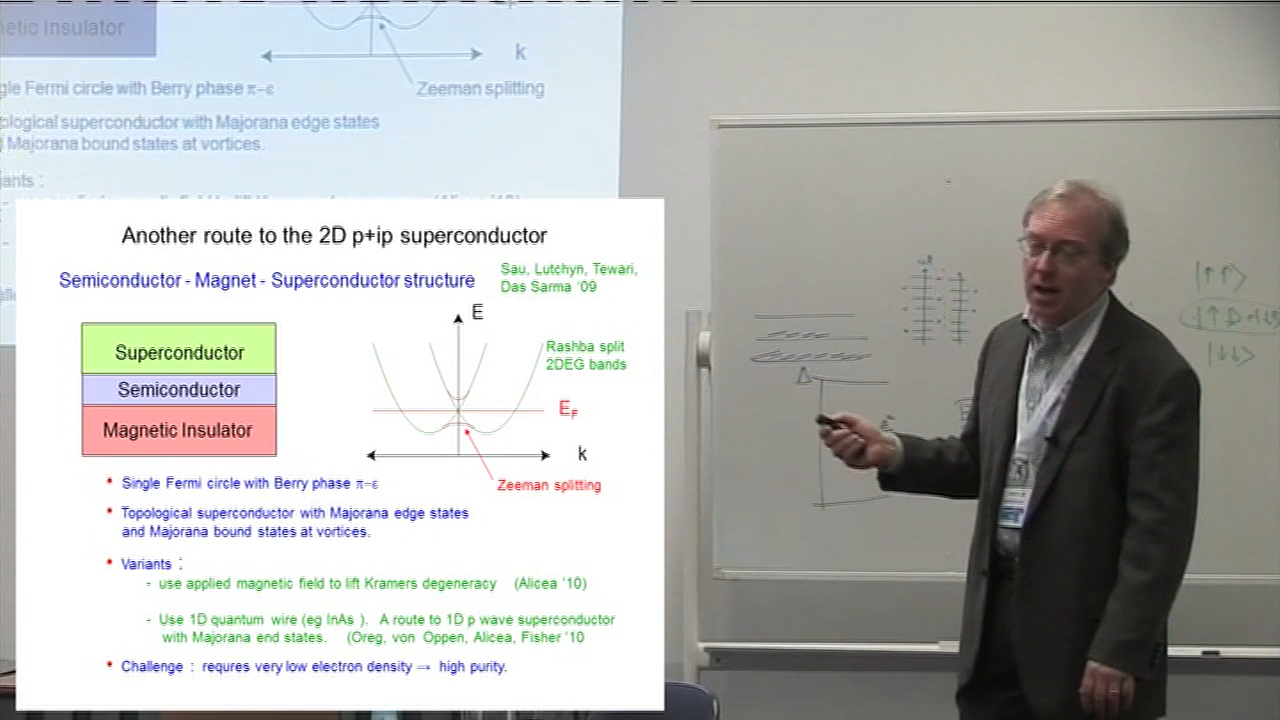 netic Insulator
k
Zeeman splitting
gle Fermi circle with Berry phase π−ε
ological superconductor with Majorana edge states
Majorana bound states at vortices.
iants :
Another route to the 2D p+ip superconductor
Semiconductor - Magnet - Superconductor structure
Sau, Lutchyn, Tewari,
Das Sarma '09
Superconductor
Semiconductor
Magnetic Insulator
E
Rashba split
2DEG bands
EF
k
Zeeman splitting
• Single Fermi circle with Berry phase π−ε
• Topological superconductor with Majorana edge states
and Majorana bound states at vortices.
• Variants :
- use applied magnetic field to lift Kramers degeneracy (Alicea '10)
- Use 1D quantum wire (eg InAs ). A route to 1D p wave superconductor
with Majorana end states. (Oreg, von Oppen, Alicea, Fisher '10
• Challenge : requres very low electron density → high purity.
Δ
|↑↑⟩
|↓↓⟩